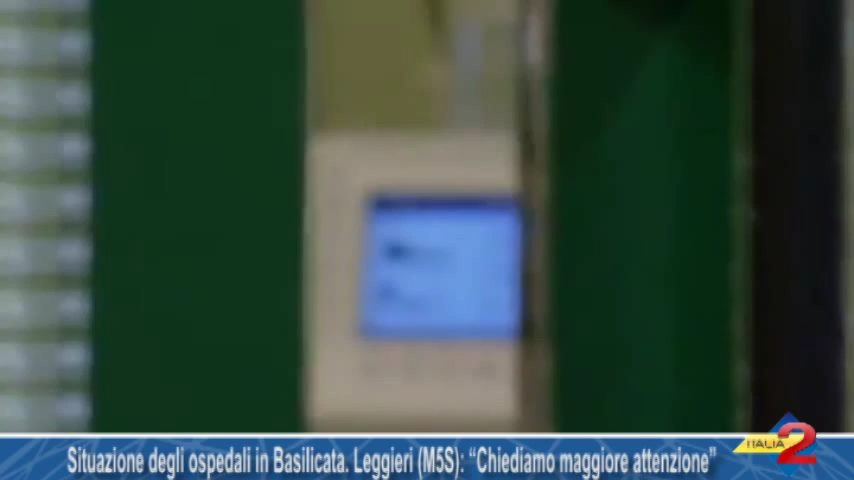 Situazione degli ospedali in Basilicata. Leggieri (M5S): “Chiediamo maggiore attenzione”
ITALIA 2